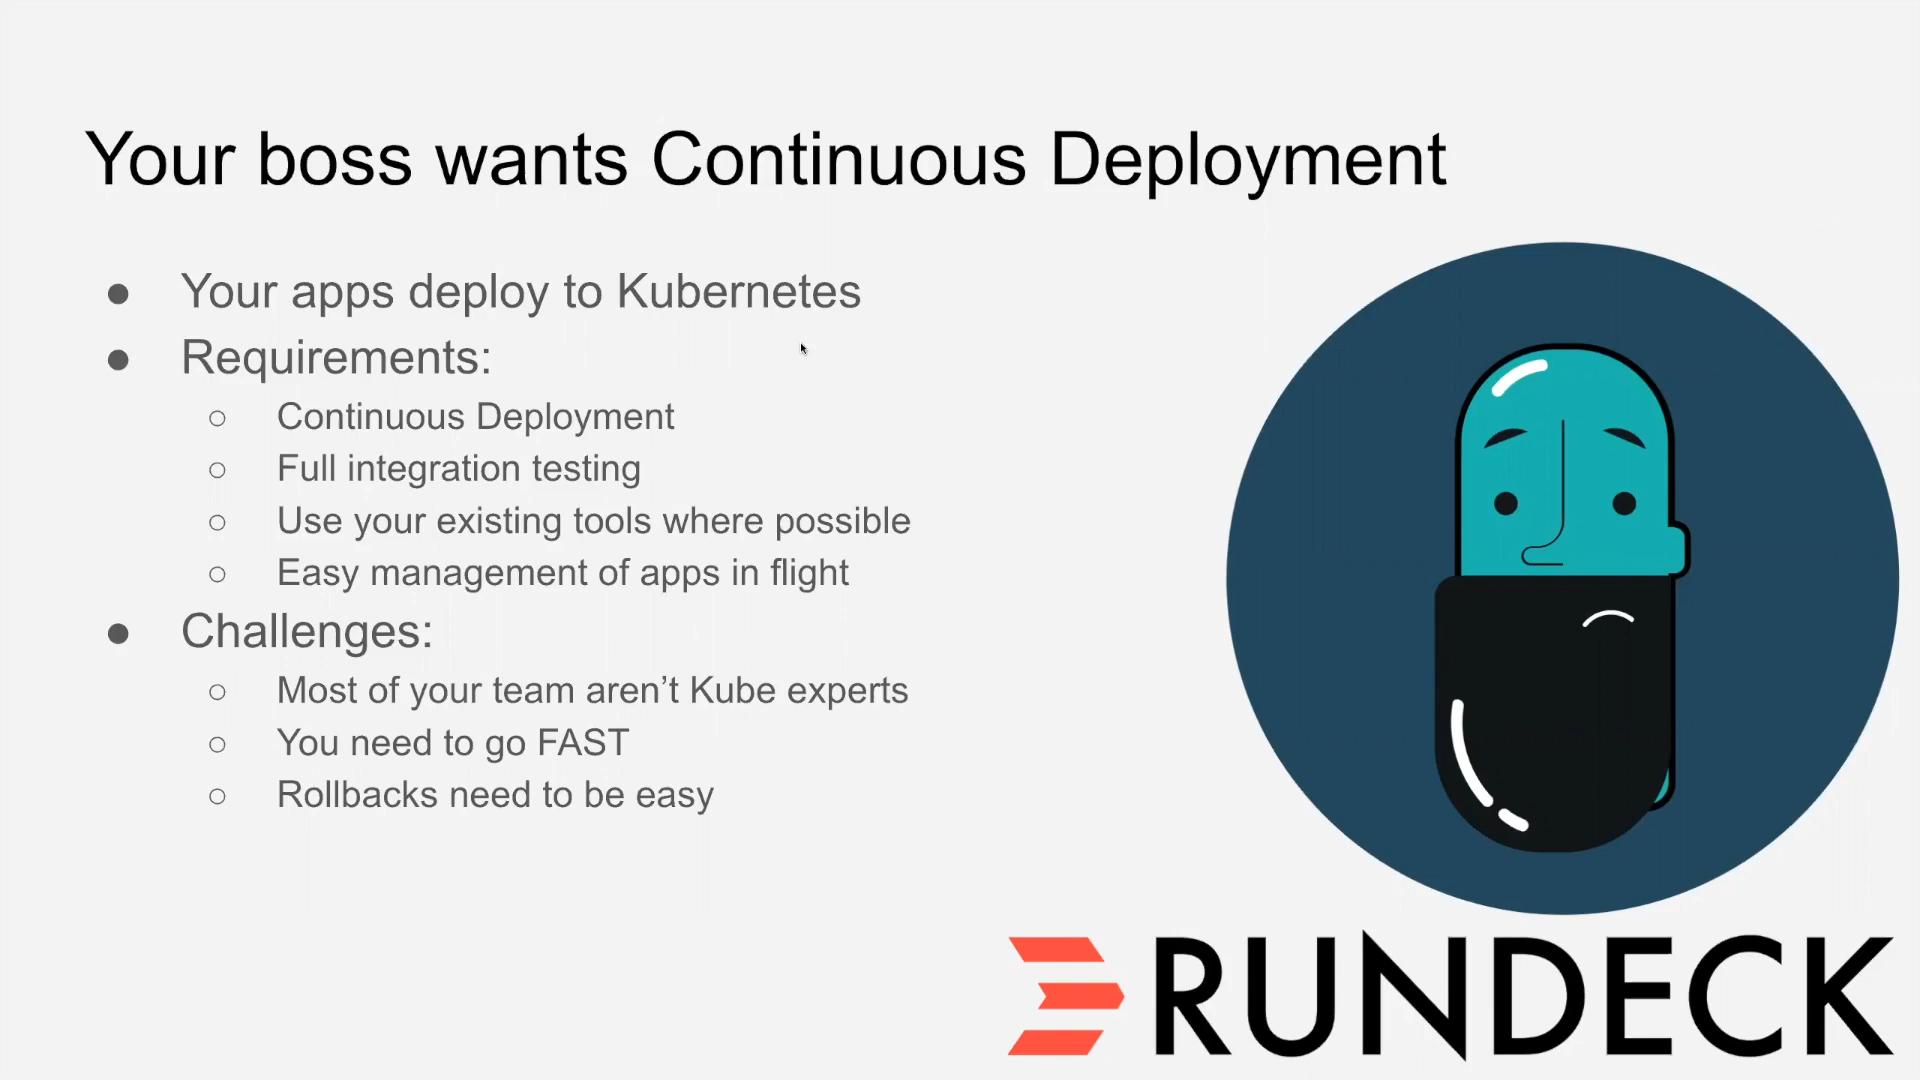 Your boss wants Continuous Deployment
● Your apps deploy to Kubernetes
● Requirements:
○ Continuous Deployment
○ Full integration testing
○ Use your existing tools where possible
○ Easy management of apps in flight
● Challenges:
○ Most of your team aren’t Kube experts
○ You need to go FAST
○ Rollbacks need to be easy
RUNDECK